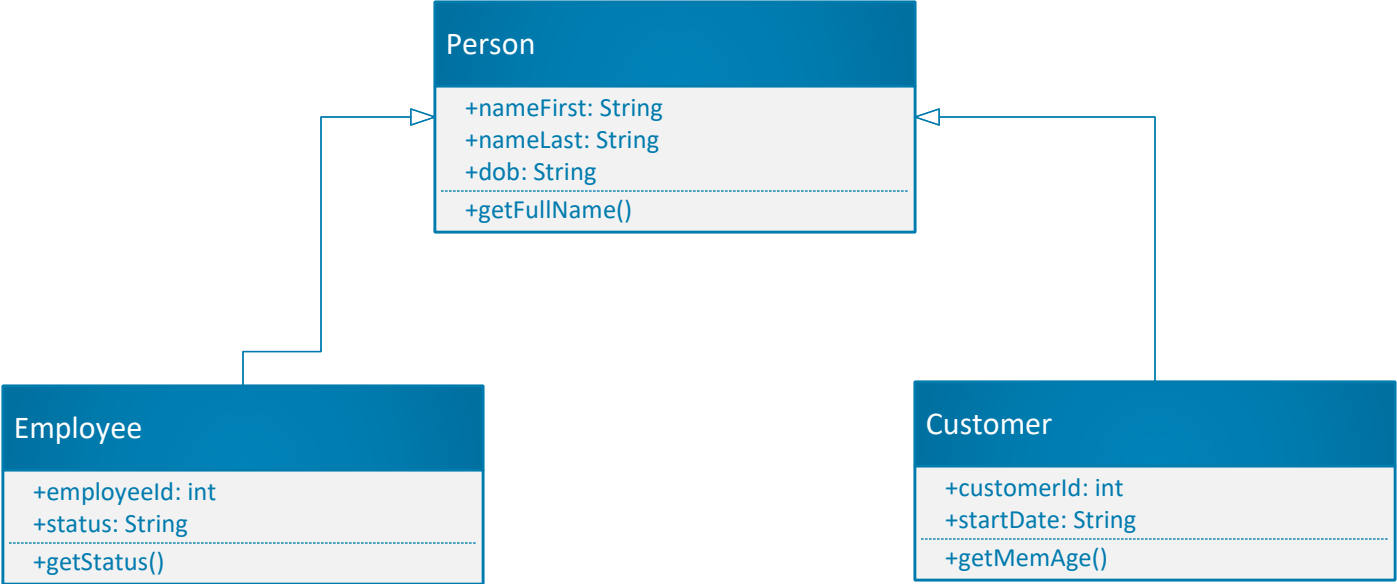 Person
+nameFirst: String
+nameLast: String
+dob: String
+getFullName()
Employee
+employeeId: int
+status: String
+getStatus()
Customer
+customerId: int
+startDate: String
+getMemAge()